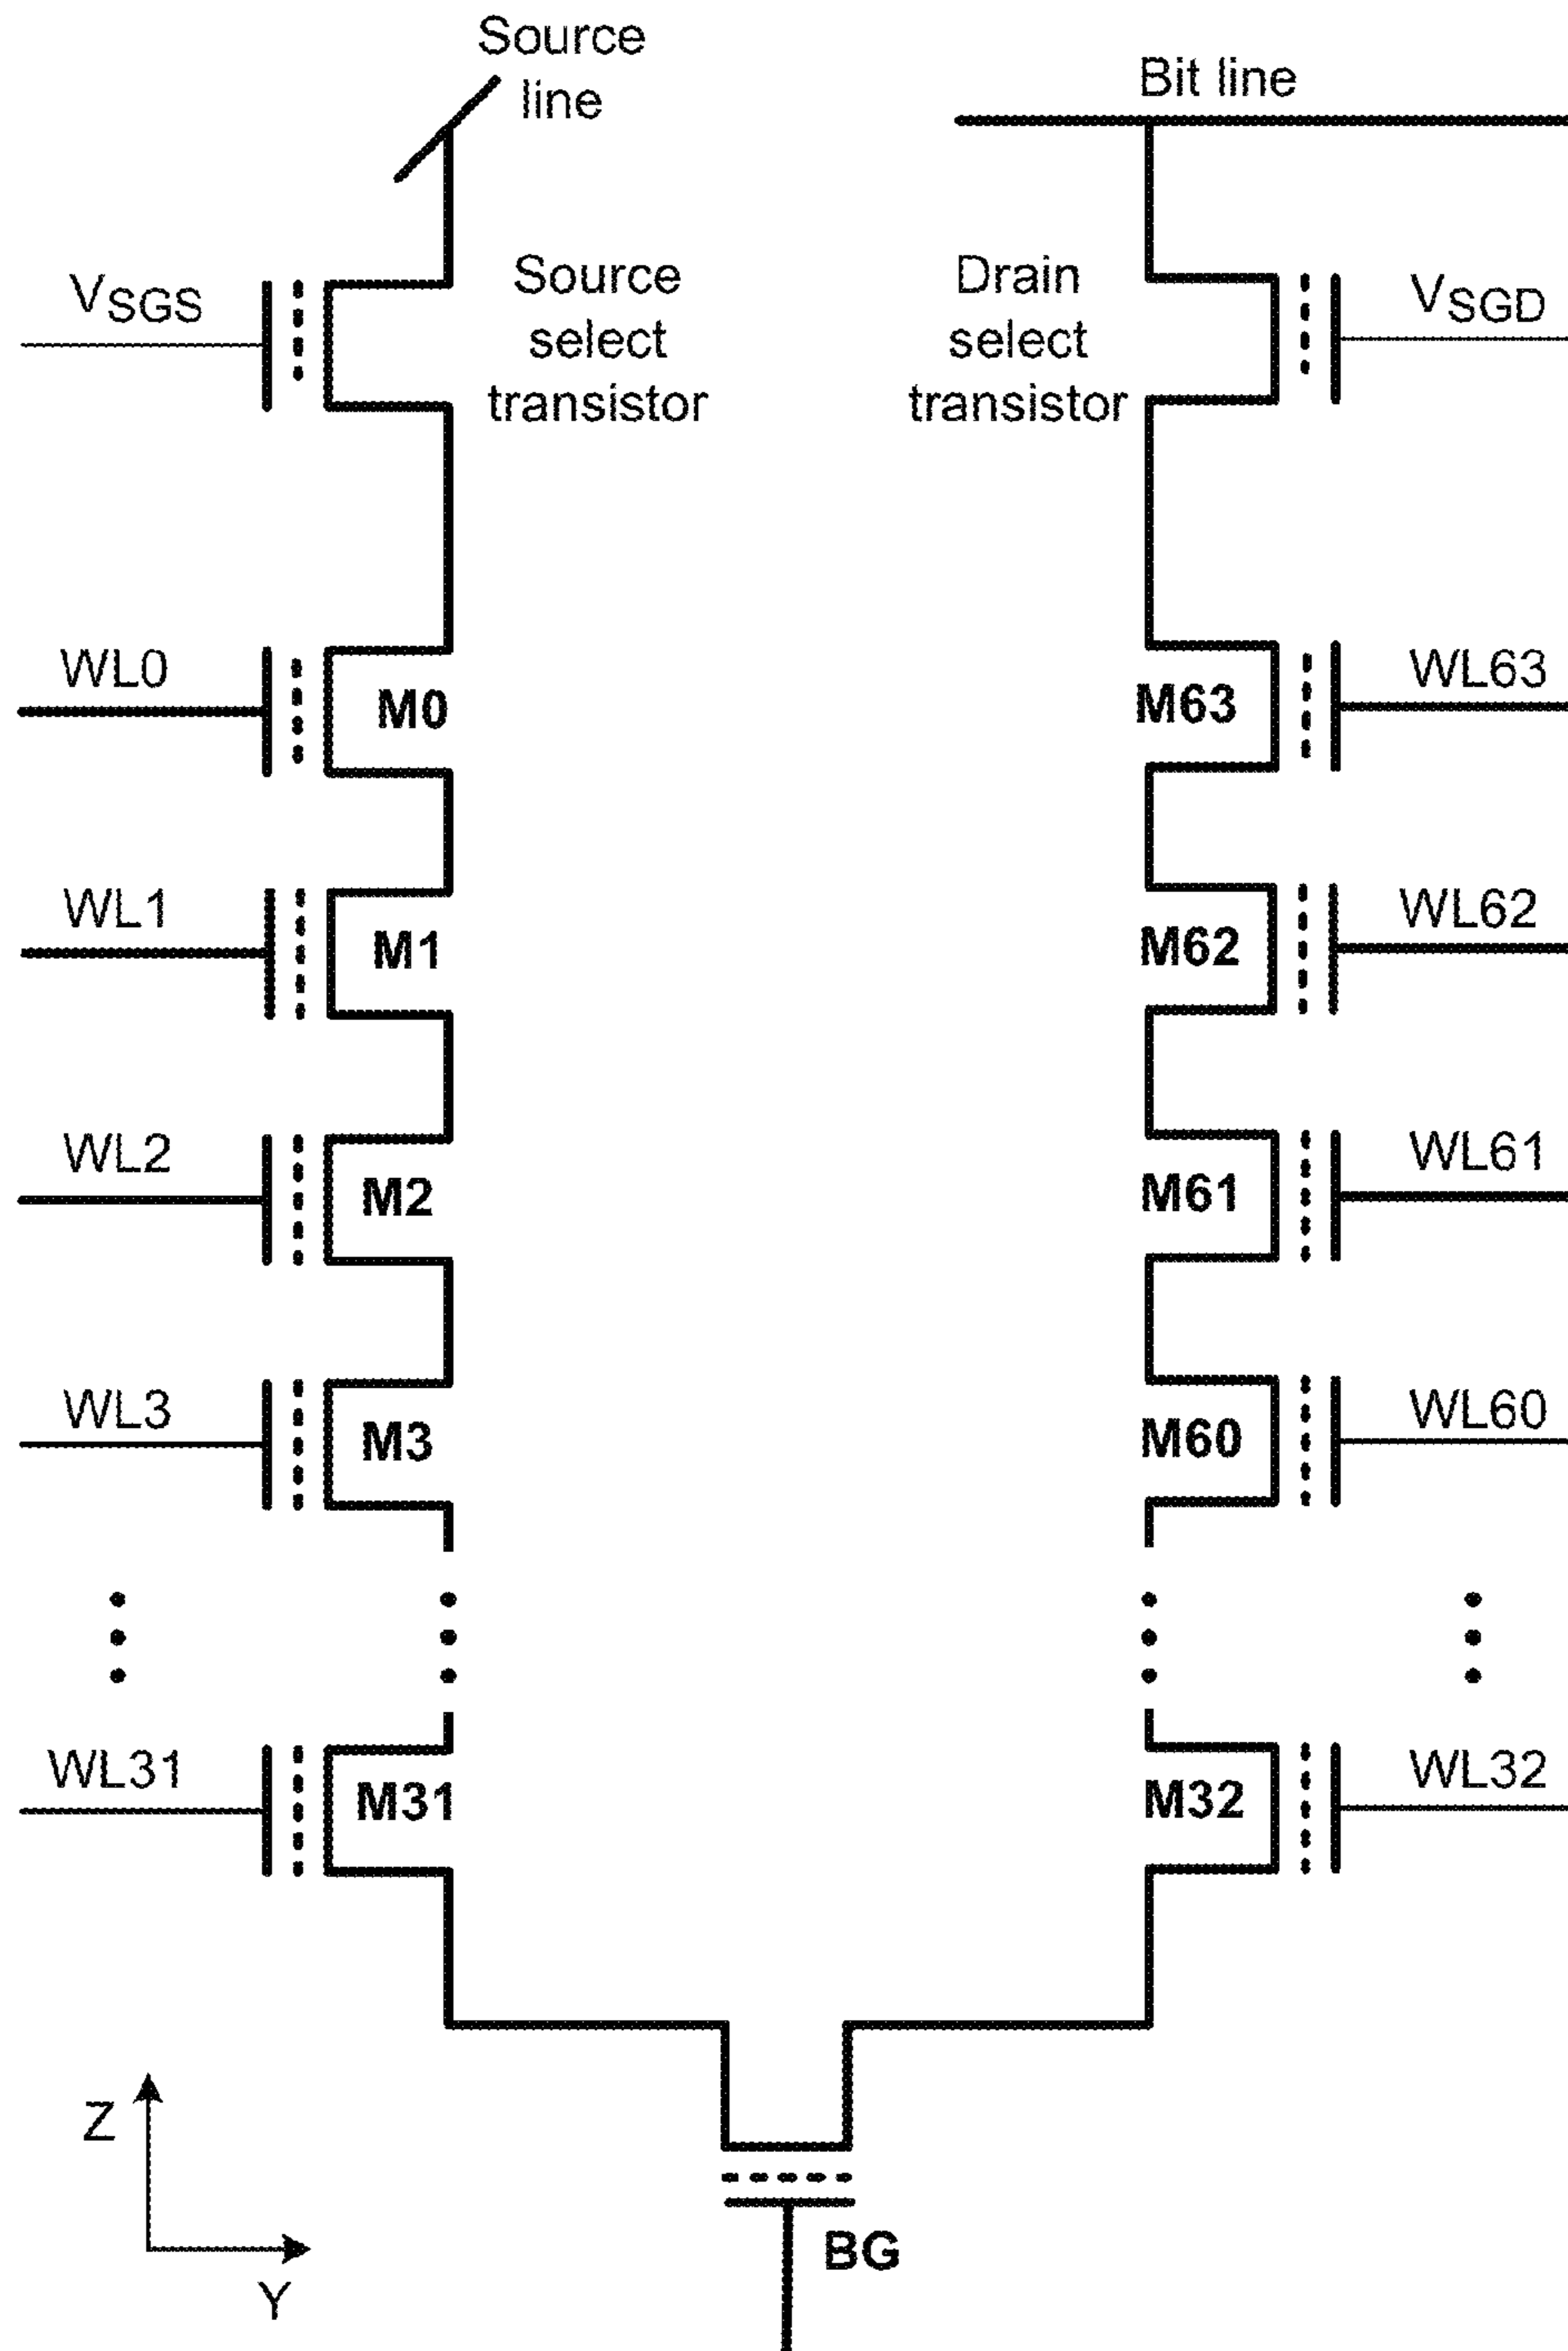 Source
line
Bit line
VSGS
Source
select
transistor
Drain
select
transistor
VSGD
WL0
M0
M63
WL63
WL1
M1
M62
WL62
WL2
M2
M61
WL61
WL3
M3
M60
WL60
WL31
M31
M32
WL32
Z
Y
BG